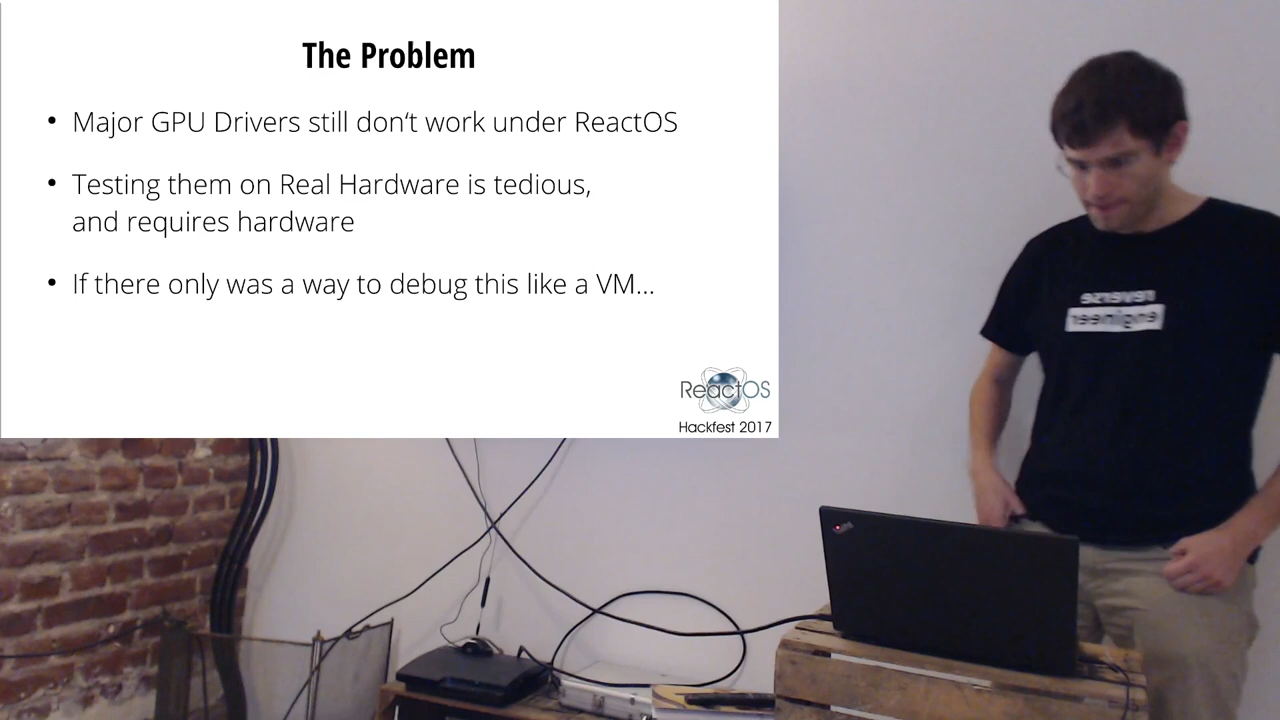 The Problem
• Major GPU Drivers still don't work under ReactOS
• Testing them on Real Hardware is tedious,
and requires hardware
• If there only was a way to debug this like a VM...
ReactOS
Hackfest 2017
reverse
engineer